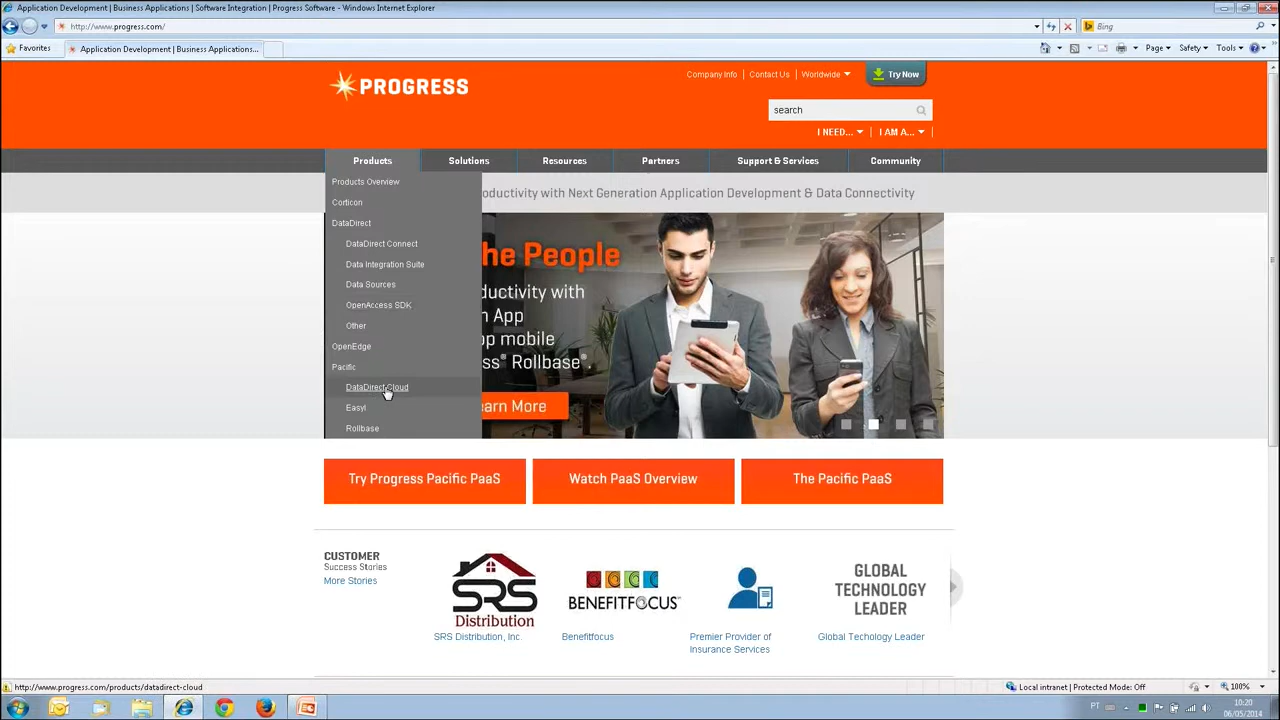 Application Development | Business Applications | Software Integration | Progress Software - Windows Internet Explorer
http://www.progress.com/
Bing
Favorites
Application Development | Business Applications...
Page
Safety
Tools
PROGRESS
Company Info | Contact Us | Worldwide
Try Now
search
I NEED... | I AM A... |
Products
Solutions
Resources
Partners
Support & Services
Community
Products Overview
Corticon
DataDirect
DataDirect Connect
Data Integration Suite
Data Sources
OpenAccess SDK
Other
OpenEdge
Pacific
DataDirect Cloud
Easyl
Rollbase
oductivity with Next Generation Application Development & Data Connectivity
he People
ductivity with
n App
op mobile
ess® Rollbase®.
earn More
Try Progress Pacific PaaS
Watch PaaS Overview
The Pacific PaaS
CUSTOMER
Success Stories
More Stories
SRS
Distribution
SRS Distribution, Inc.
BENEFITFOCUS
Benefitfocus
Premier Provider of
Insurance Services
GLOBAL
TECHNOLOGY
LEADER
Global Techology Leader
http://www.progress.com/products/datadirect-cloud
Local intranet | Protected Mode: Off
100%
PT
10:20
06/05/2014